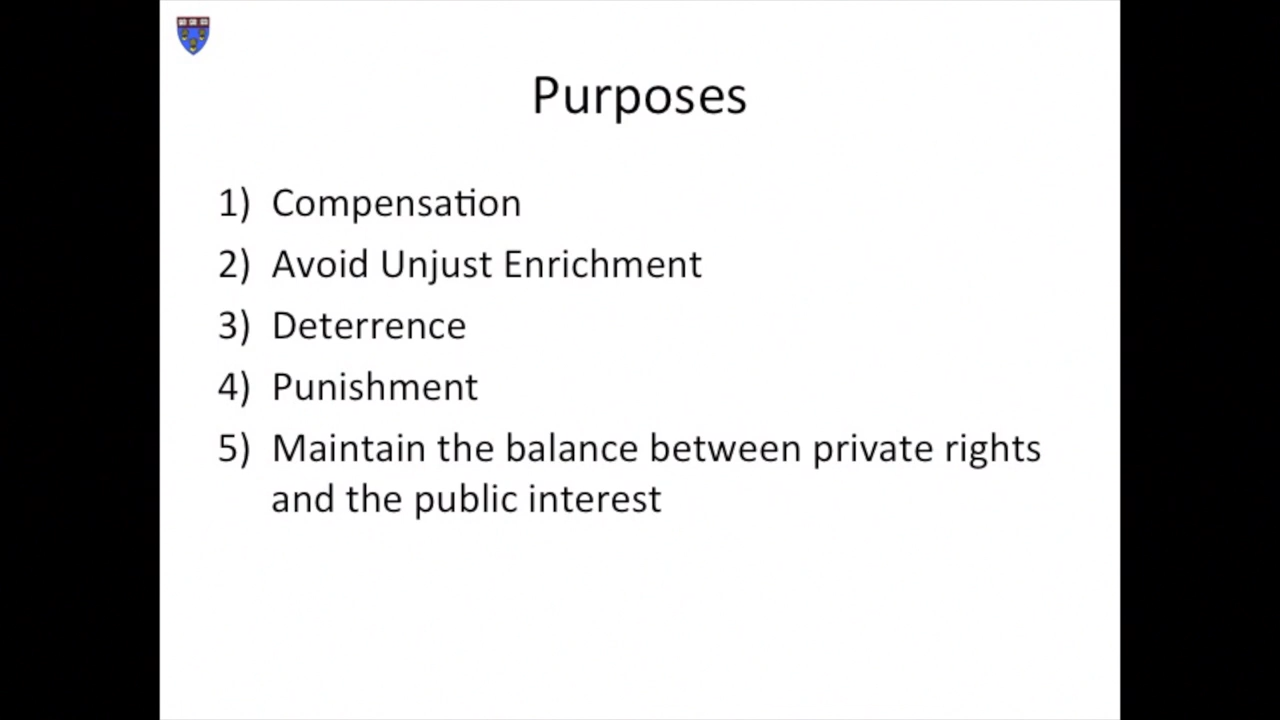 Purposes
1) Compensation
2) Avoid Unjust Enrichment
3) Deterrence
4) Punishment
5) Maintain the balance between private rights
and the public interest